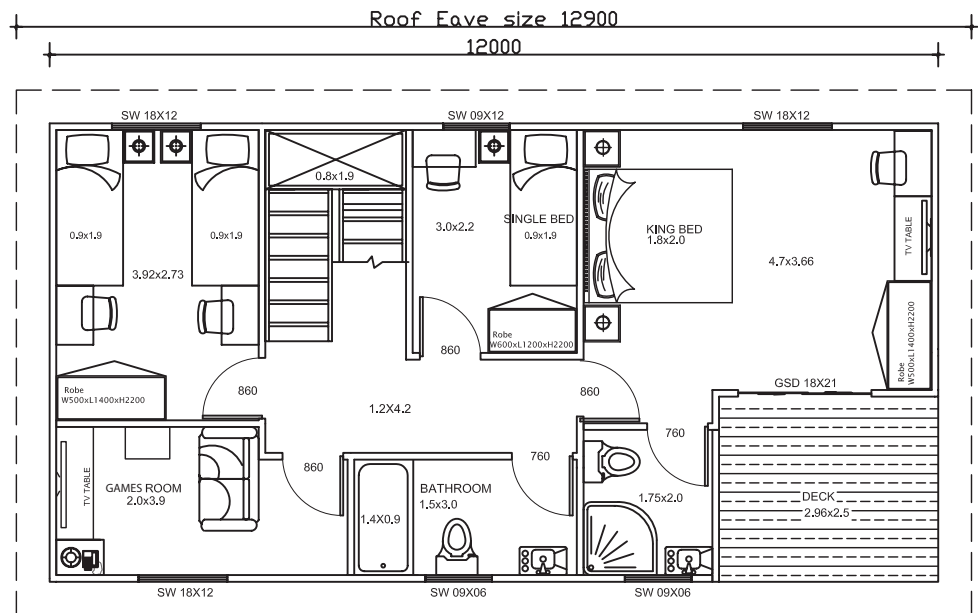 Roof Eave size 12900
12000
SW 18X12
SW 09X12
SW 18X12
0.8x1.9
0.9x1.9
0.9x1.9
3.92x2.73
3.0x2.2
SINGLE BED
0.9x1.9
KING BED
1.8x2.0
4.7x3.66
TV TABLE
Robe
W500xL1400xH2200
Robe
W600xL1200xH2200
Robe
W500xL1400xH2200
860
860
860
GSD 18X21
1.2X4.2
860
760
760
TV TABLE
GAMES ROOM
2.0x3.9
BATHROOM
1.5x3.0
1.4X0.9
1.75x2.0
DECK
2.96x2.5
SW 18X12
SW 09X06
SW 09X06